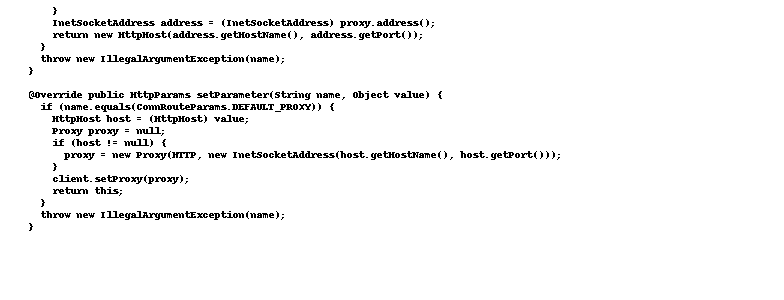 }
InetSocketAddress address = (InetSocketAddress) proxy.address();
return new HttpHost(address.getHostName(), address.getPort());
}
throw new IllegalArgumentException(name);
}
@Override public HttpParams setParameter(String name, Object value) {
if (name.equals(ConnRouteParams.DEFAULT_PROXY)) {
HttpHost host = (HttpHost) value;
Proxy proxy = null;
if (host != null) {
proxy = new Proxy(HTTP, new InetSocketAddress(host.getHostName(), host.getPort()));
}
client.setProxy(proxy);
return this;
}
throw new IllegalArgumentException(name);
}